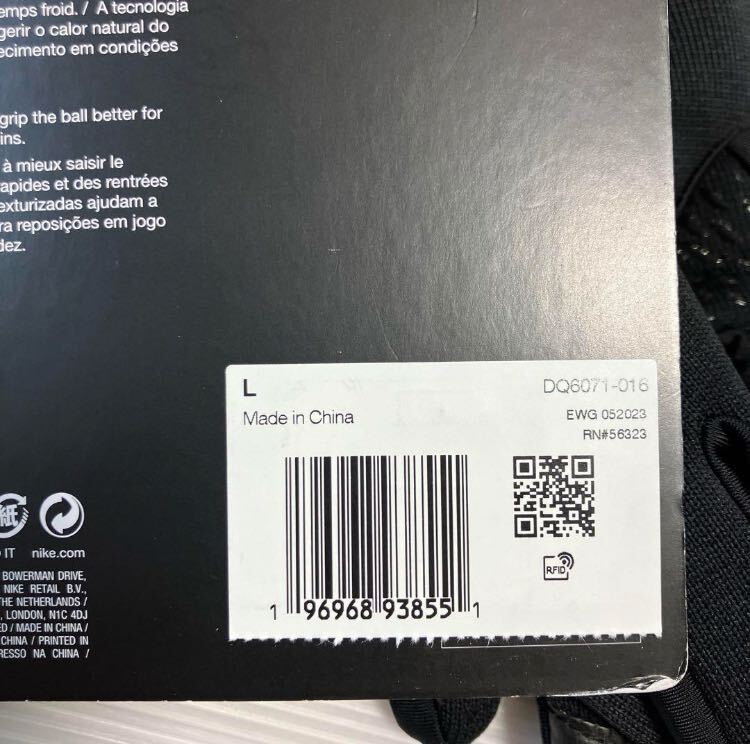 emps froid. / A tecnologia
gerir o calor natural do
ecimento em condições
grip the ball better for
ins.
à mieux saisir le
apides et des rentrées
exturizadas ajudam a
ra reposições em jogo
dez.
L
DQ6071-016
Made in China
EWG 052023
RN#56323
RFID
1 96968 93855 1
紙
IT nike.com
BOWERMAN DRIVE,
NIKE RETAIL B.V.,
THE NETHERLANDS /
, LONDON, N1C 4DJ
ED / MADE IN CHINA /
CHINA / PRINTED IN
RESSO NA CHINA /